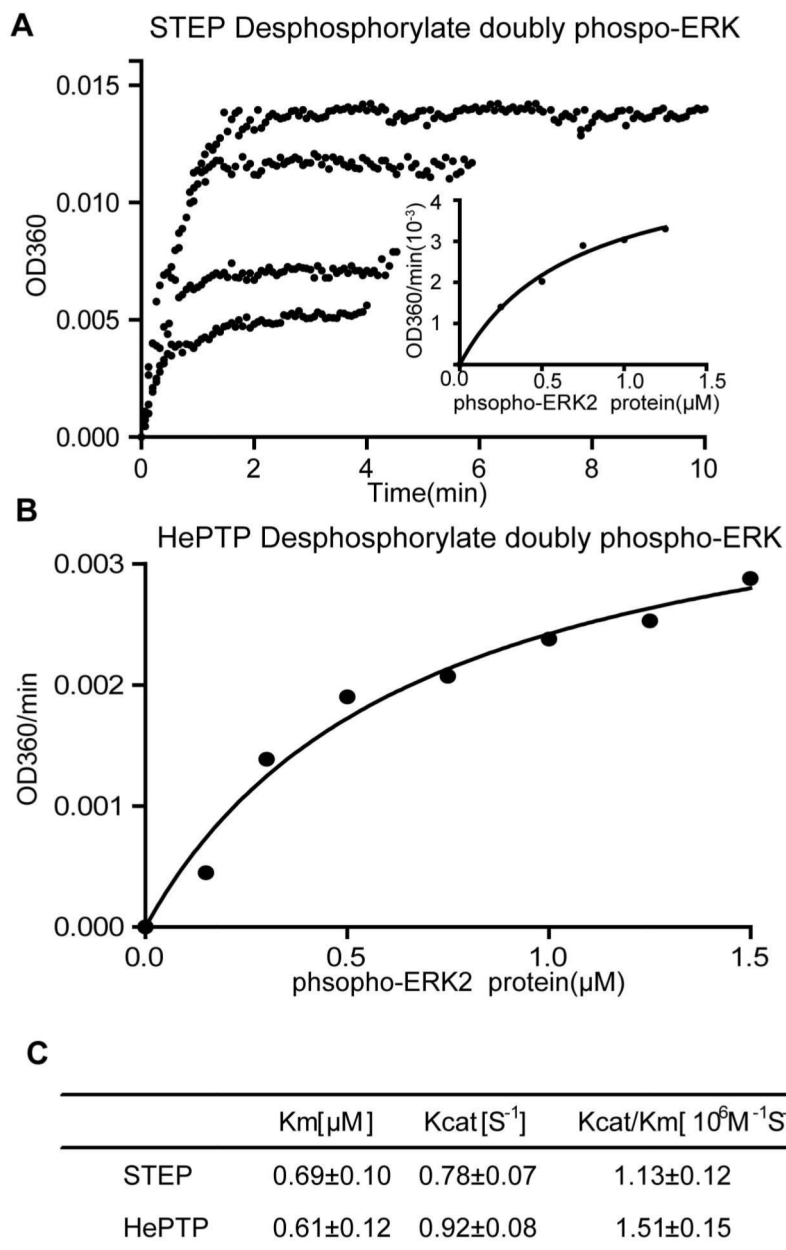 A
STEP Desphosphorylate doubly phospo-ERK
0.015
0.010
0.005
0.000
OD360
0 2 4 6 8 10
Time(min)
4
3
2
1
OD360/min(10⁻³)
0.0 0.5 1.0 1.5
phsopho-ERK2 protein(µM)
B
HePTP Desphosphorylate doubly phospho-ERK
0.003
0.002
0.001
0.000
OD360/min
0.0 0.5 1.0 1.5
phsopho-ERK2 protein(µM)
C
Km[µM] Kcat[S⁻¹] Kcat/Km[ 10⁶M⁻¹S⁻
STEP 0.69±0.10 0.78±0.07 1.13±0.12
HePTP 0.61±0.12 0.92±0.08 1.51±0.15